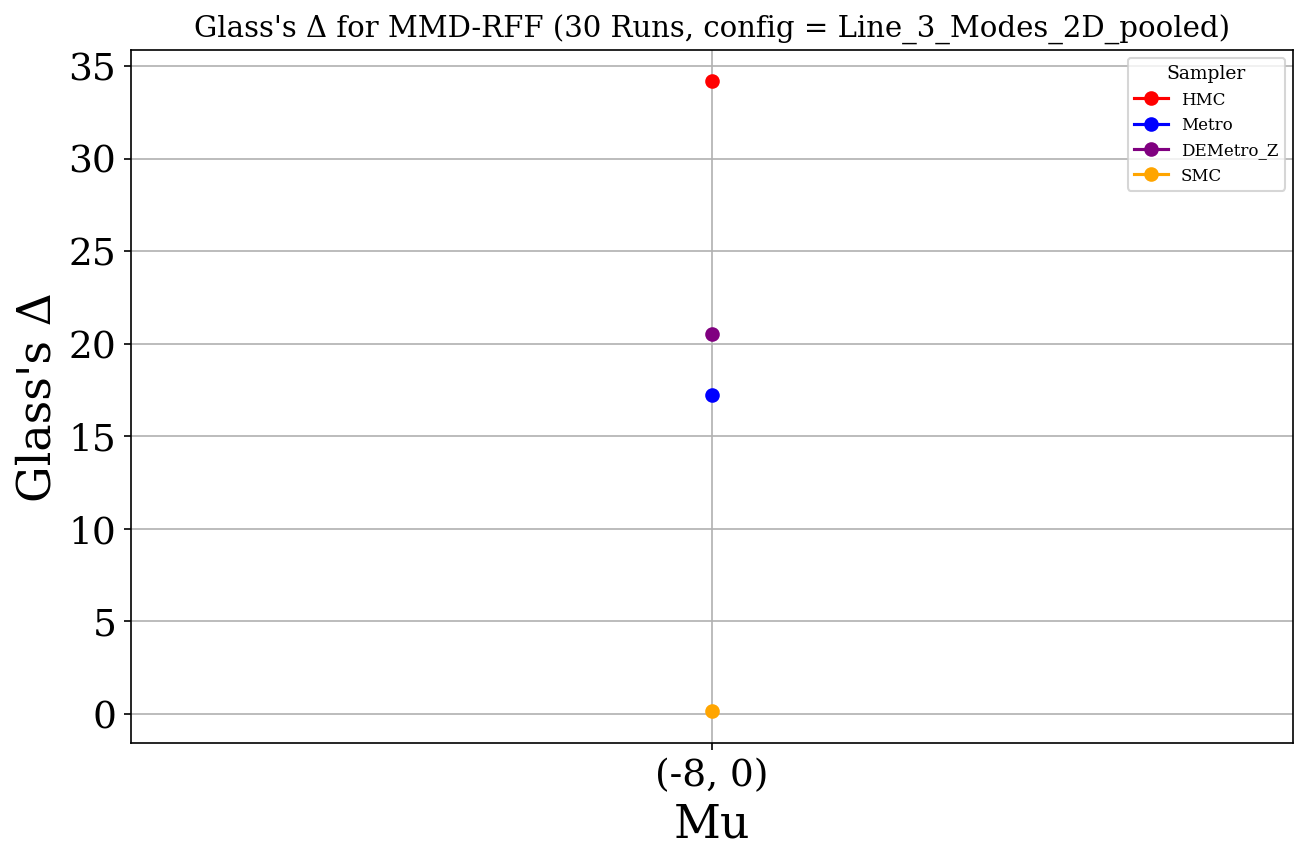 Glass's Δ for MMD-RFF (30 Runs, config = Line_3_Modes_2D_pooled)
Sampler
HMC
Metro
DEMetro_Z
SMC
Glass's Δ
35
30
25
20
15
10
5
0
(-8, 0)
Mu